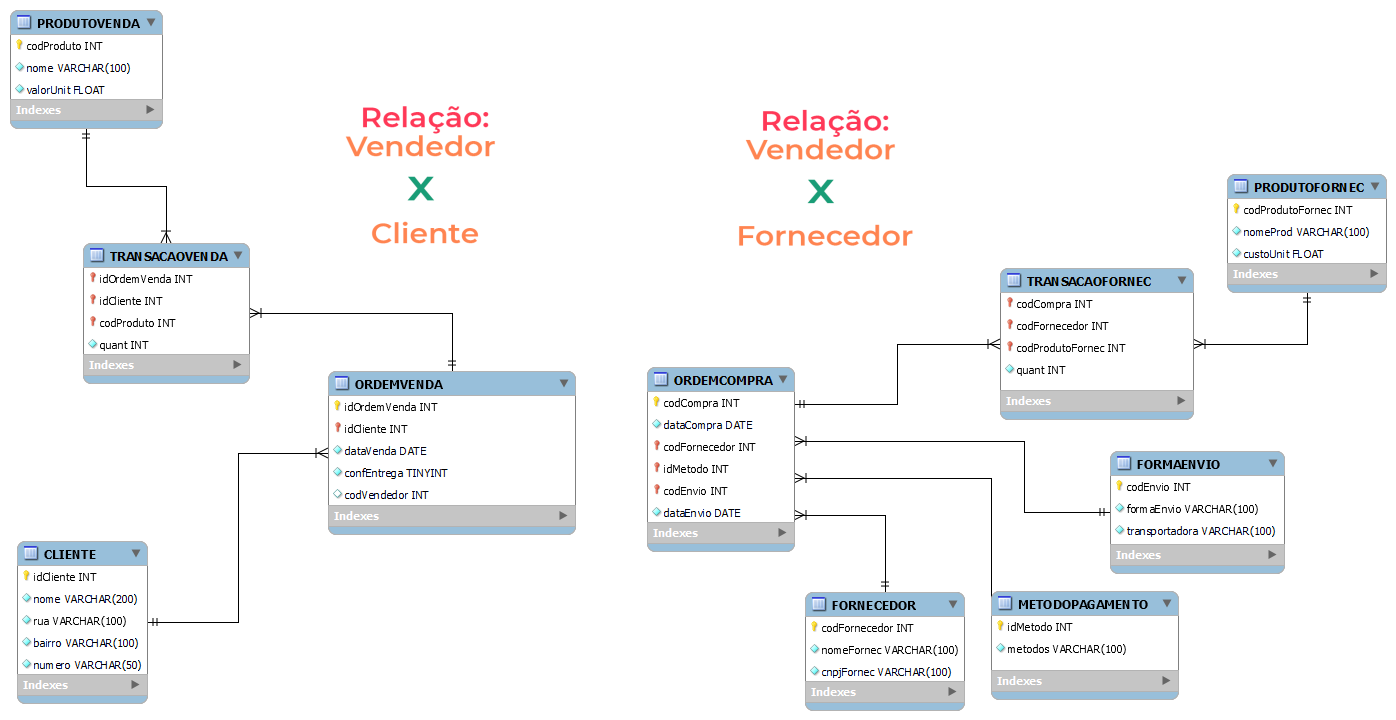 PRODUTOVENDA
codProduto INT
nome VARCHAR(100)
valorUnit FLOAT
Indexes
Relação:
Vendedor
X
Cliente
Relação:
Vendedor
X
Fornecedor
TRANSACAOVENDA
idOrdemVenda INT
idCliente INT
codProduto INT
quant INT
Indexes
ORDEMVENDA
idOrdemVenda INT
idCliente INT
dataVenda DATE
confEntrega TINYINT
codVendedor INT
Indexes
CLIENTE
idCliente INT
nome VARCHAR(200)
rua VARCHAR(100)
bairro VARCHAR(100)
numero VARCHAR(50)
Indexes
PRODUTOFORNEC
codProdutoFornec INT
nomeProd VARCHAR(100)
custoUnit FLOAT
Indexes
TRANSACAOFORNEC
codCompra INT
codFornecedor INT
codProdutoFornec INT
quant INT
Indexes
ORDEMCOMPRA
codCompra INT
dataCompra DATE
codFornecedor INT
idMetodo INT
codEnvio INT
dataEnvio DATE
Indexes
FORMAENVIO
codEnvio INT
formaEnvio VARCHAR(100)
transportadora VARCHAR(100)
Indexes
FORNECEDOR
codFornecedor INT
nomeFornec VARCHAR(100)
cnpjFornec VARCHAR(100)
Indexes
METODOPAGAMENTO
idMetodo INT
metodos VARCHAR(100)
Indexes